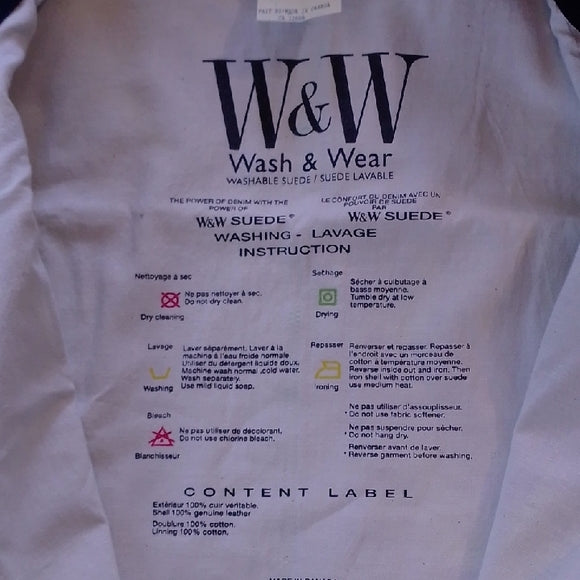 W&W
Wash & Wear
WASHABLE SUEDE / SUEDE LAVABLE
THE POWER OF DENIM WITH THE
POWER OF
W&W SUEDE®
LE CONFORT DU DENIM AVEC UN
POUVOIR DE SUEDE
PAR
W&W SUEDE®
WASHING - LAVAGE
INSTRUCTION
Nettoyage à sec
Ne pas nettoyer à sec.
Do not dry clean.
Dry cleaning
Séchage
Sécher à culbutage à
basse moyenne.
Tumble dry at low
temperature.
Drying
Lavage
Laver séparément. Laver à la
machine à l'eau froide normale.
Utiliser du détergent liquide doux.
Machine wash normal, cold water.
Wash separately.
Use mild liquid soap.
Washing
Repasser
Renverser et repasser. Repasser à
l'endroit avec un morceau de
cotton à température moyenne.
Reverse inside out and iron. Then
iron shell with cotton over suede
use medium heat.
Ironing
Bleach
Ne pas utiliser de décolorant.
Do not use chlorine bleach.
Blanchisseur
Ne pas utiliser d'assouplisseur.
* Do not use fabric softener.
Ne pas suspendre pour sécher.
* Do not hang dry.
Renverser avant de laver.
* Reverse garment before washing.
CONTENT LABEL
Extérieur 100% cuir veritable.
Shell 100% genuine leather
Doublure 100% cotton.
Linning 100% cotton.